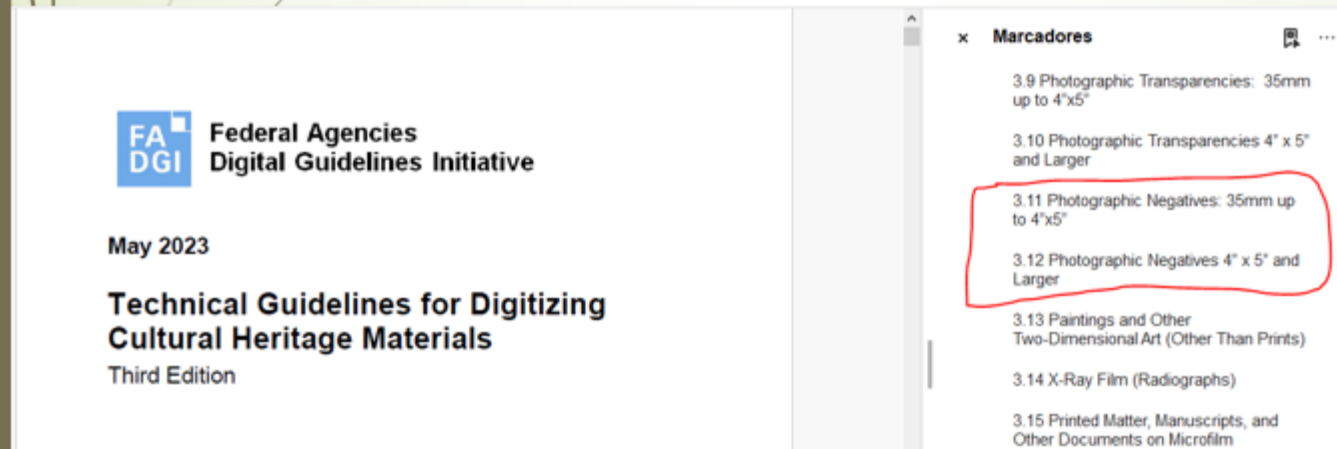 FA
DGI
Federal Agencies
Digital Guidelines Initiative
May 2023
Technical Guidelines for Digitizing
Cultural Heritage Materials
Third Edition
Marcadores
3.9 Photographic Transparencies: 35mm
up to 4"x5"
3.10 Photographic Transparencies 4" x 5"
and Larger
3.11 Photographic Negatives: 35mm up
to 4"x5"
3.12 Photographic Negatives 4" x 5" and
Larger
3.13 Paintings and Other
Two-Dimensional Art (Other Than Prints)
3.14 X-Ray Film (Radiographs)
3.15 Printed Matter, Manuscripts, and
Other Documents on Microfilm